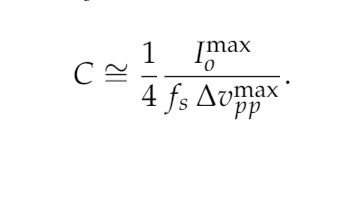 C ≅ 1/4 I_o^max / f_s Δv_pp^max.